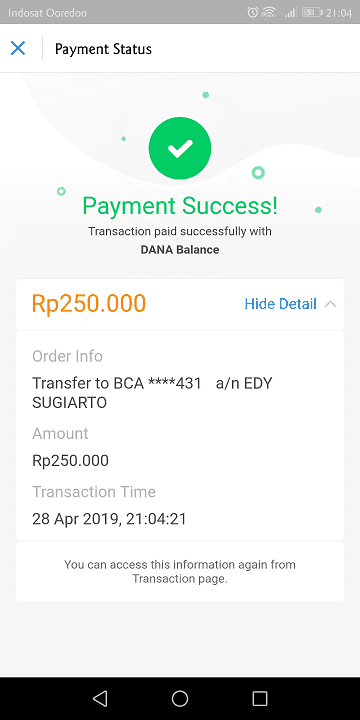 Indosat Ooredoo
51
21:04
Payment Status
Payment Success!
Transaction paid successfully with
DANA Balance
Rp250.000
Hide Detail
Order Info
Transfer to BCA ****431 a/n EDY
SUGIARTO
Amount
Rp250.000
Transaction Time
28 Apr 2019, 21:04:21
You can access this information again from
Transaction page.